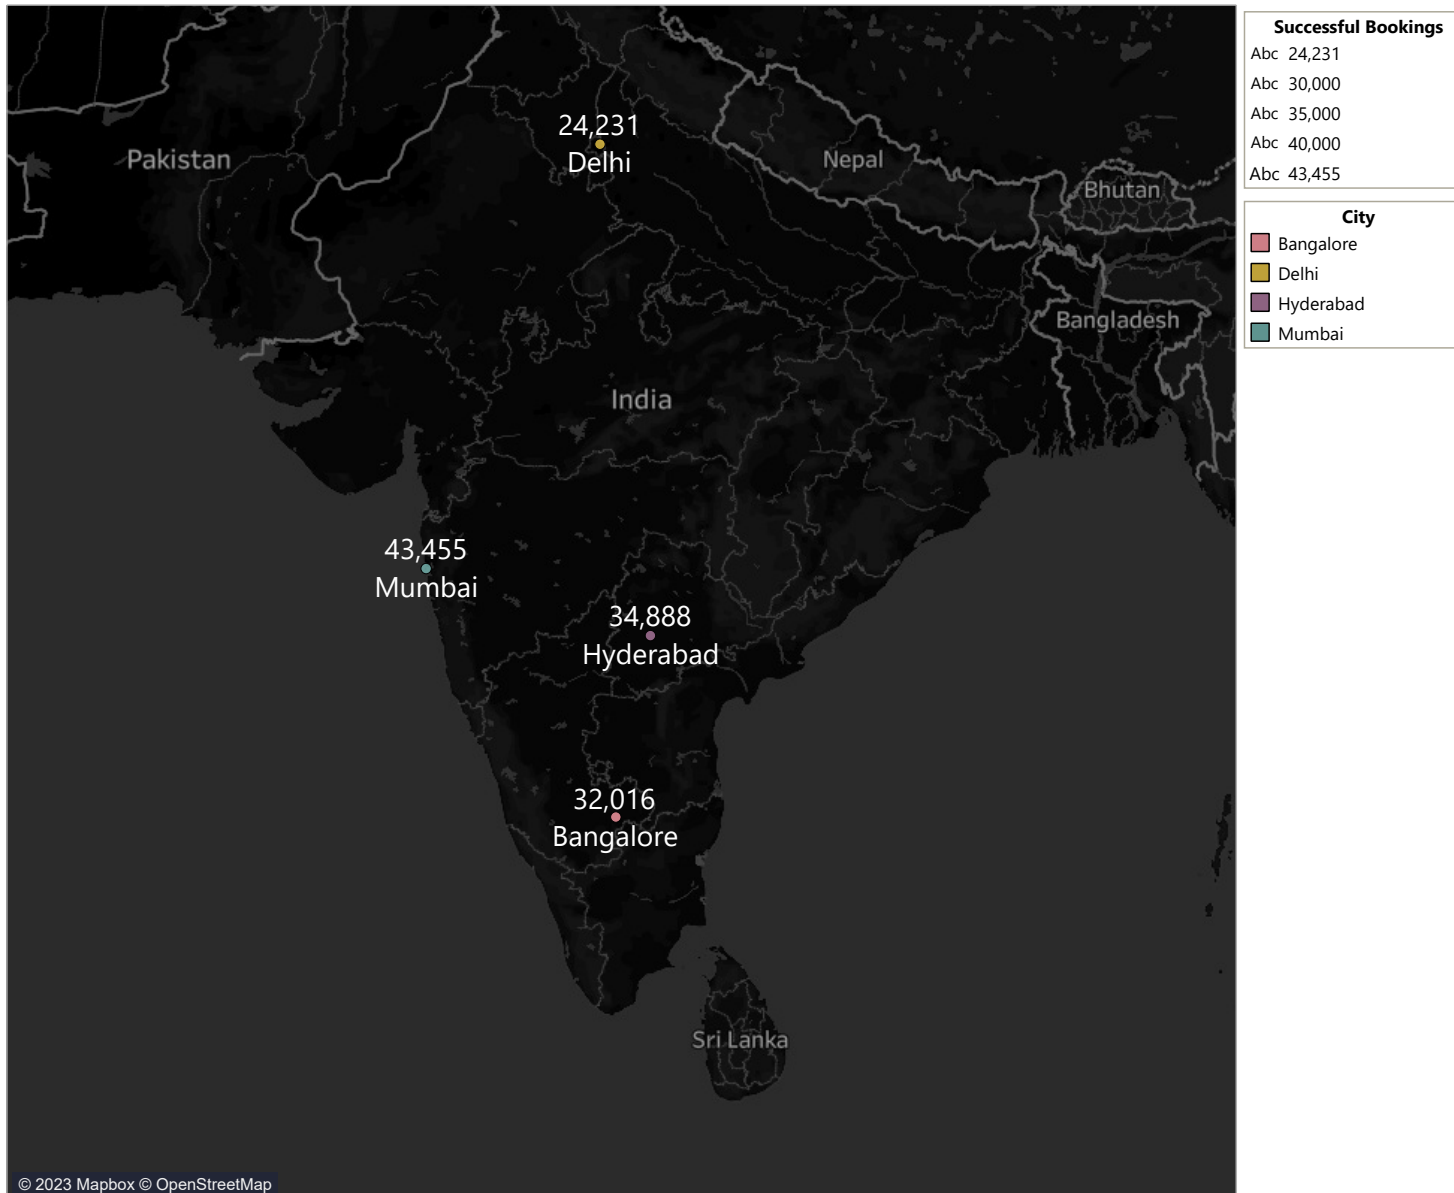 24,231
Delhi
Pakistan
Nepal
Bhutan
Bangladesh
India
43,455
Mumbai
34,888
Hyderabad
32,016
Bangalore
Sri Lanka
© 2023 Mapbox © OpenStreetMap
Successful Bookings
Abc 24,231
Abc 30,000
Abc 35,000
Abc 40,000
Abc 43,455
City
Bangalore
Delhi
Hyderabad
Mumbai